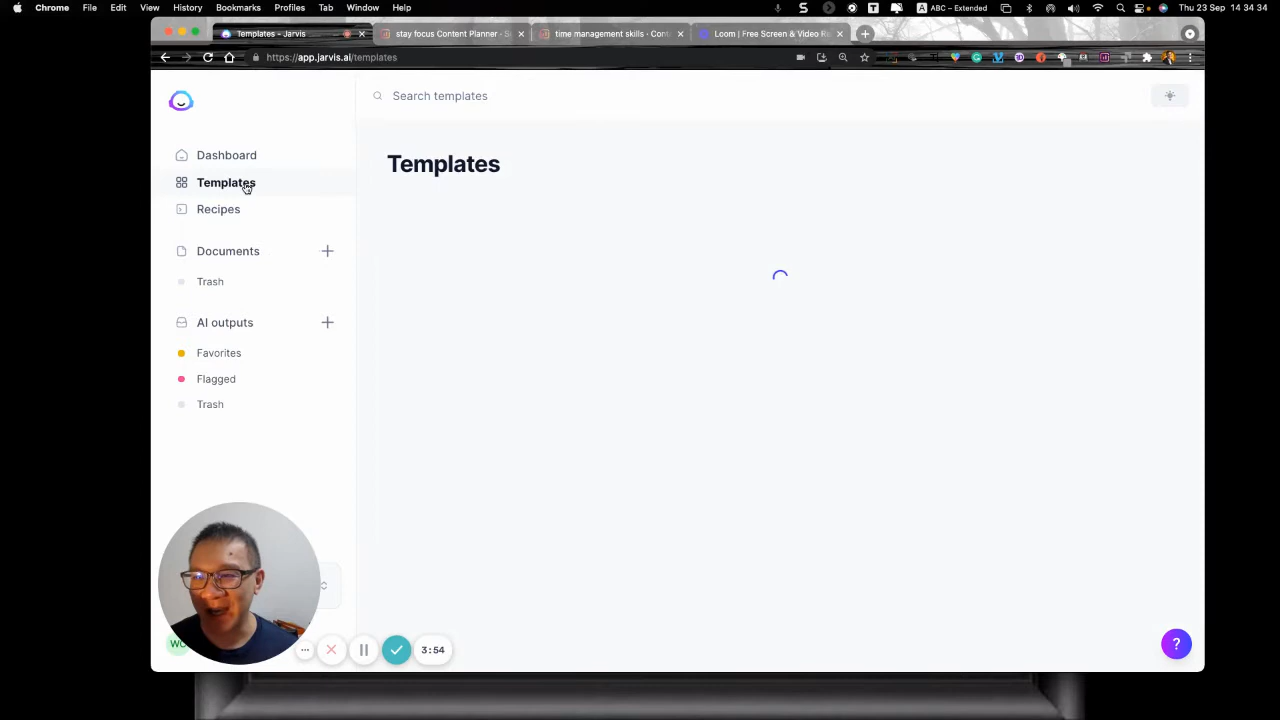 Chrome File Edit View History Bookmarks Profiles Tab Window Help
ABC – Extended
Thu 23 Sep 14 34 34
Templates - Jarvis
stay focus Content Planner - S
time management skills - Cont
Loom | Free Screen & Video Re
https://app.jarvis.ai/templates
Search templates
Dashboard
Templates
Recipes
Documents
Trash
AI outputs
Favorites
Flagged
Trash
Templates
3:54
?